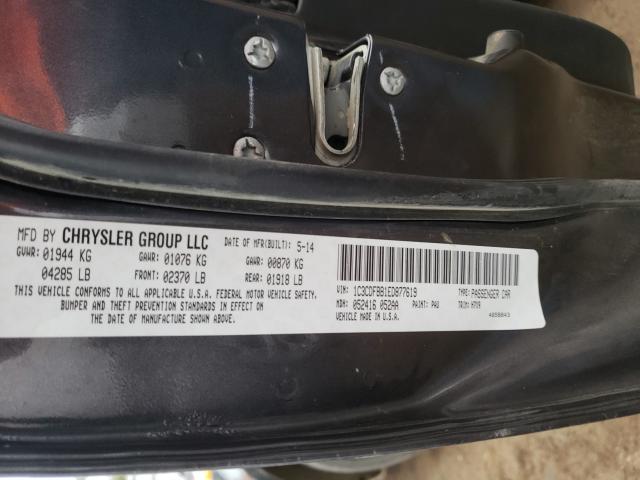 MFD BY CHRYSLER GROUP LLC DATE OF MFR(BUILT): 5-14
GVWR: 01944 KG GAWR: 01076 KG GAWR: 00870 KG
04285 LB FRONT: 02370 LB REAR: 01918 LB
THIS VEHICLE CONFORMS TO ALL APPLICABLE U.S.A. FEDERAL MOTOR VEHICLE SAFETY,
BUMPER AND THEFT PREVENTION STANDARDS IN EFFECT ON
THE DATE OF MANUFACTURE SHOWN ABOVE.
VIN: 1C3CDFBB1ED877619 TYPE: PASSENGER CAR
MDH: 052416 052AA PAINT: PAU TRIM: H7X9
VEHICLE MADE IN U.S.A.